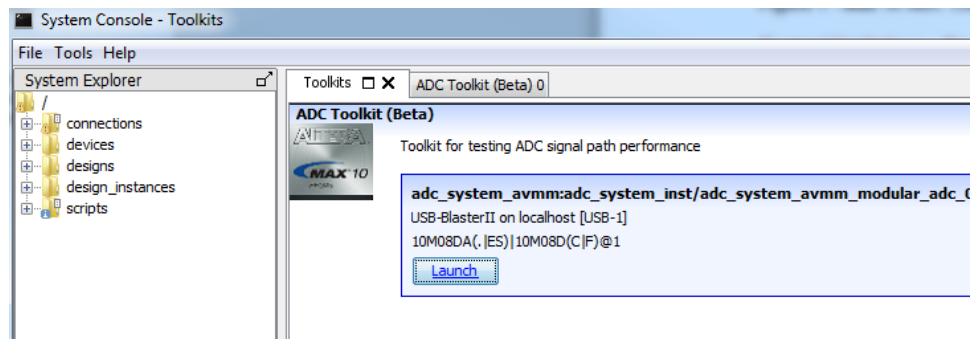 System Console - Toolkits
File Tools Help
System Explorer
Toolkits
ADC Toolkit (Beta) 0
/
connections
devices
designs
design_instances
scripts
ADC Toolkit (Beta)
ALTERA
MAX 10
Toolkit for testing ADC signal path performance
adc_system_avmm:adc_system_inst/adc_system_avmm_modular_adc_0
USB-BlasterII on localhost [USB-1]
10M08DA(.|ES)|10M08D(C|F)@1
Launch